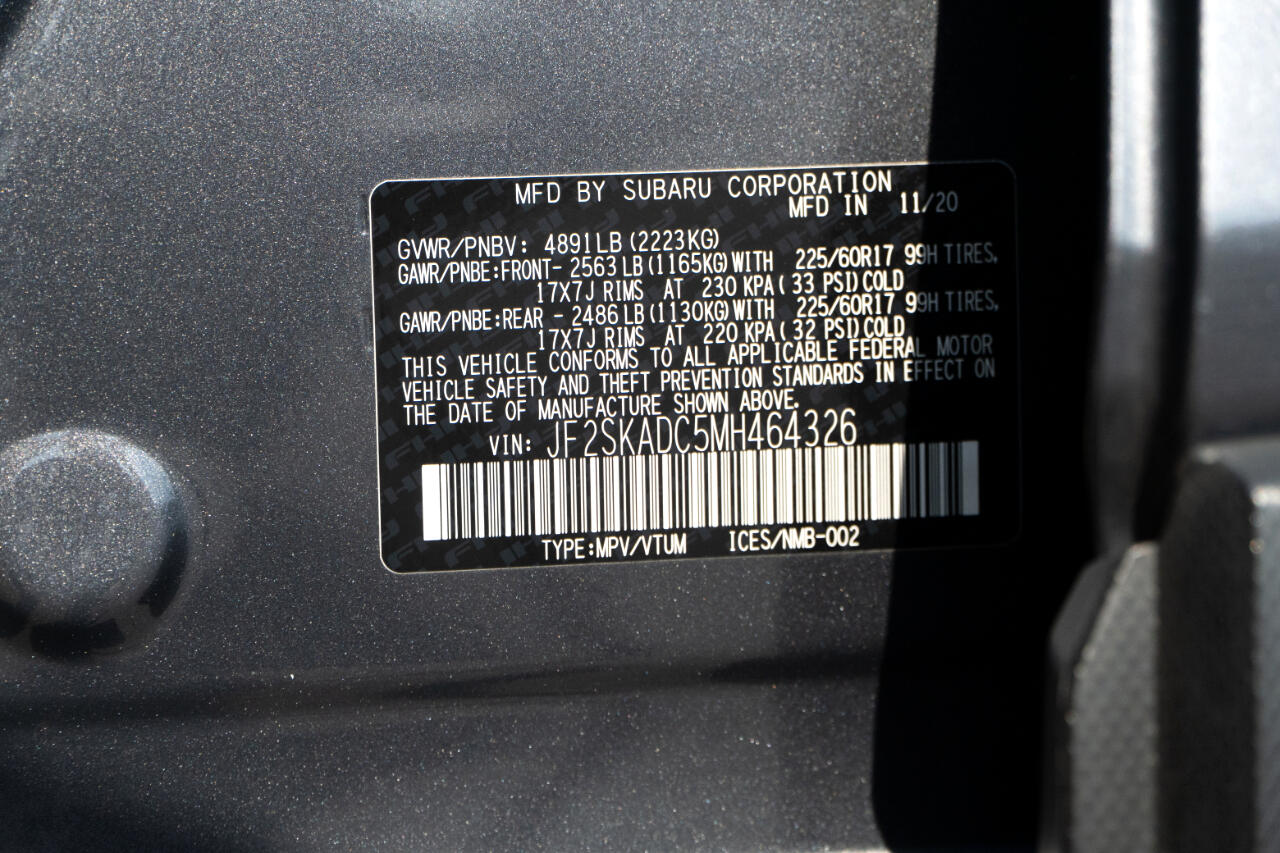 MFD BY SUBARU CORPORATION
MFD IN 11/20
GVWR/PNBV: 4891LB (2223KG)
GAWR/PNBE:FRONT- 2563LB (1165KG) WITH 225/60R17 99H TIRES,
17X7J RIMS AT 230 KPA( 33 PSI) COLD
GAWR/PNBE:REAR - 2486LB (1130KG) WITH 225/60R17 99H TIRES,
17X7J RIMS AT 220 KPA( 32 PSI) COLD
THIS VEHICLE CONFORMS TO ALL APPLICABLE FEDERAL MOTOR
VEHICLE SAFETY AND THEFT PREVENTION STANDARDS IN EFFECT ON
THE DATE OF MANUFACTURE SHOWN ABOVE.
VIN: JF2SKADC5MH464326
TYPE:MPV/VTUM ICES/NMB-002